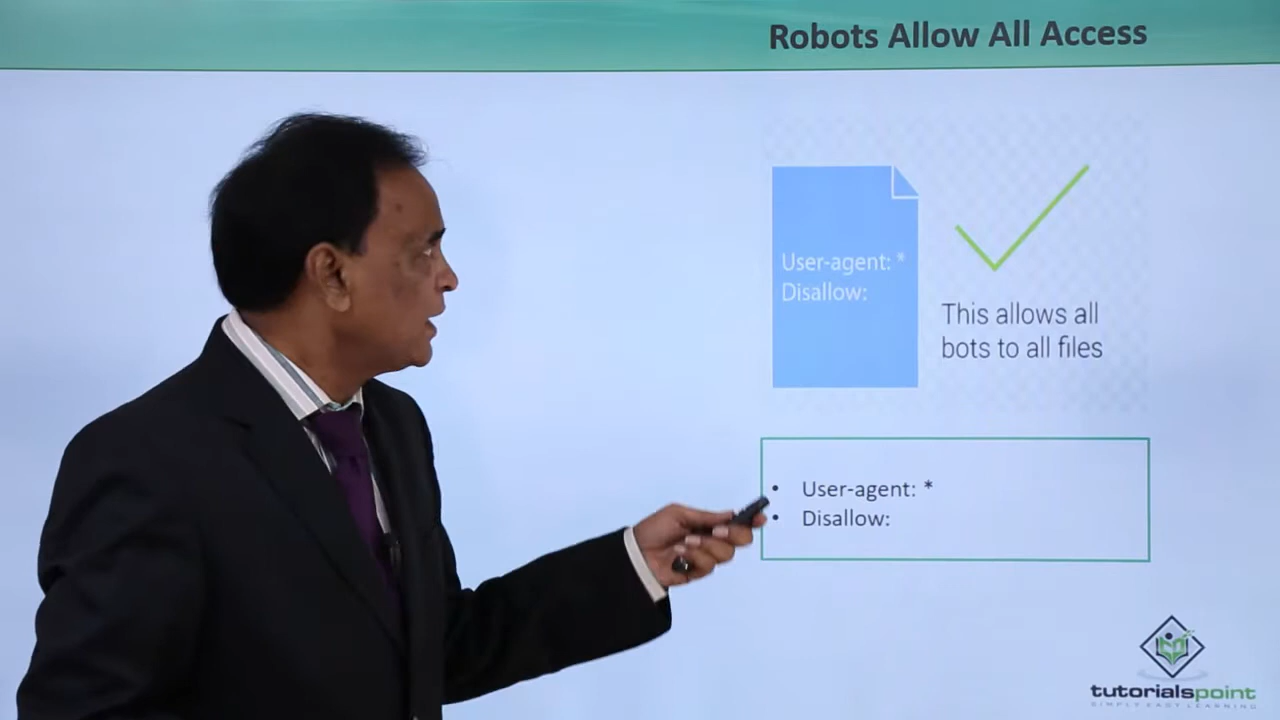 Robots Allow All Access
User-agent: *
Disallow:
This allows all
bots to all files
• User-agent: *
• Disallow:
tutorialspoint
SIMPLY EASY LEARNING